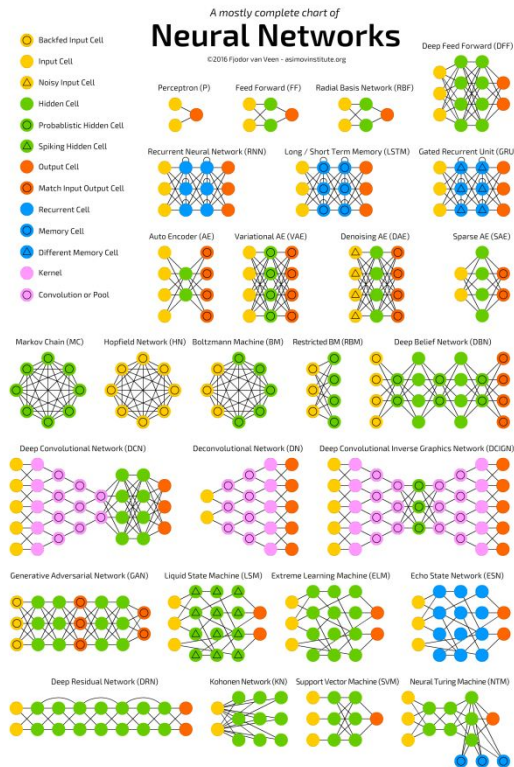 A mostly complete chart of
Neural Networks
©2016 Fjodor van Veen - asimovinstitute.org
Backfed Input Cell
Input Cell
Noisy Input Cell
Hidden Cell
Probablistic Hidden Cell
Spiking Hidden Cell
Output Cell
Match Input Output Cell
Recurrent Cell
Memory Cell
Different Memory Cell
Kernel
Convolution or Pool
Deep Feed Forward (DFF)
Perceptron (P)
Feed Forward (FF)
Radial Basis Network (RBF)
Recurrent Neural Network (RNN)
Long / Short Term Memory (LSTM)
Gated Recurrent Unit (GRU
Auto Encoder (AE)
Variational AE (VAE)
Denoising AE (DAE)
Sparse AE (SAE)
Markov Chain (MC)
Hopfield Network (HN)
Boltzmann Machine (BM)
Restricted BM (RBM)
Deep Belief Network (DBN)
Deep Convolutional Network (DCN)
Deconvolutional Network (DN)
Deep Convolutional Inverse Graphics Network (DCIGN)
Generative Adversarial Network (GAN)
Liquid State Machine (LSM)
Extreme Learning Machine (ELM)
Echo State Network (ESN)
Deep Residual Network (DRN)
Kohonen Network (KN)
Support Vector Machine (SVM)
Neural Turing Machine (NTM)